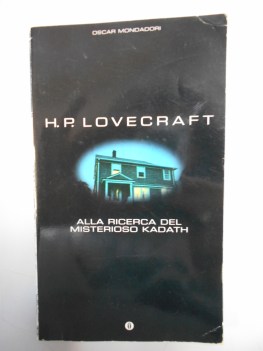 OSCAR MONDADORI
H.P. LOVECRAFT
ALLA RICERCA DEL
MISTERIOSO KADATH